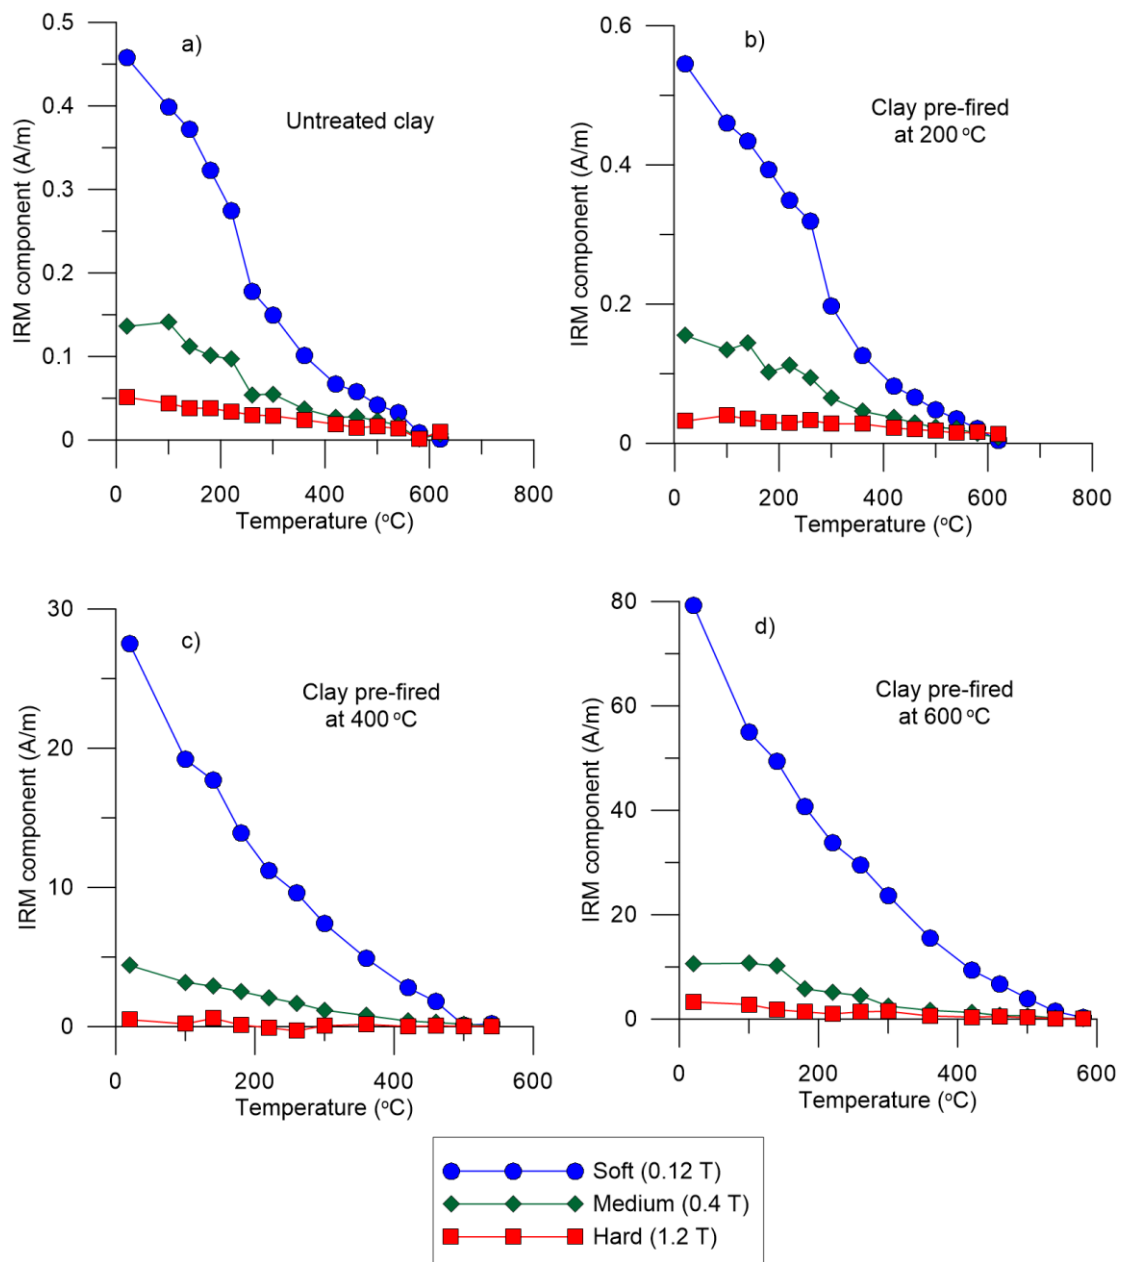 a)
Untreated clay
IRM component (A/m)
0.5
0.4
0.3
0.2
0.1
0
0 200 400 600 800
Temperature (°C)
b)
Clay pre-fired
at 200 °C
IRM component (A/m)
0.6
0.4
0.2
0
0 200 400 600 800
Temperature (°C)
c)
Clay pre-fired
at 400 °C
IRM component (A/m)
30
20
10
0
0 200 400 600
Temperature (°C)
d)
Clay pre-fired
at 600 °C
IRM component (A/m)
80
60
40
20
0
0 200 400 600
Temperature (°C)
Soft (0.12 T)
Medium (0.4 T)
Hard (1.2 T)